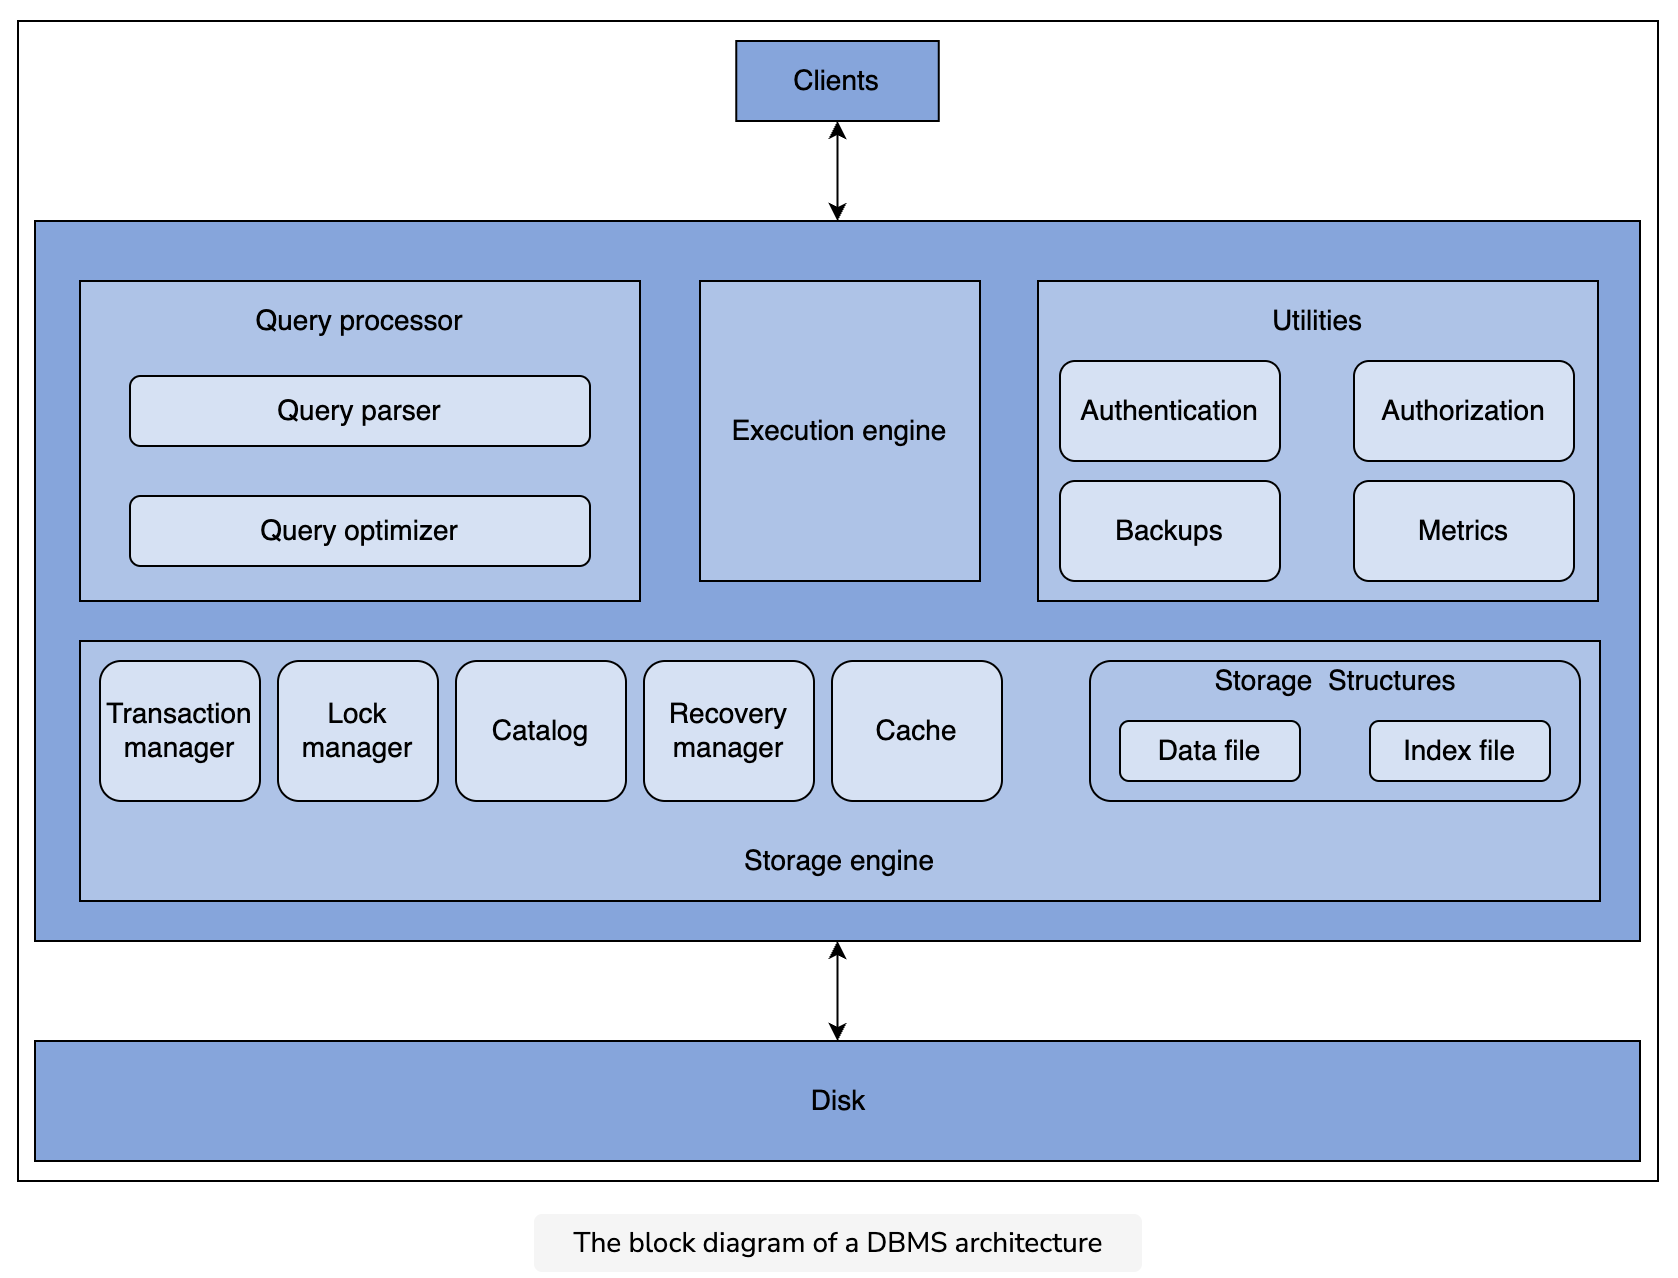 Clients
Query processor
Query parser
Query optimizer
Execution engine
Utilities
Authentication
Authorization
Backups
Metrics
Transaction
manager
Lock
manager
Catalog
Recovery
manager
Cache
Storage Structures
Data file
Index file
Storage engine
Disk
The block diagram of a DBMS architecture